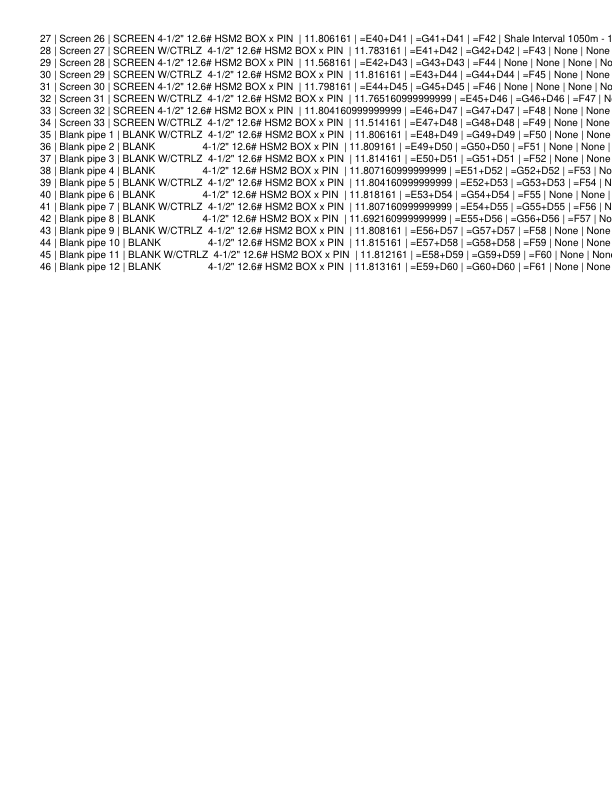 27 | Screen 26 | SCREEN 4-1/2" 12.6# HSM2 BOX x PIN | 11.806161 | =E40+D41 | =G41+D41 | =F42 | Shale Interval 1050m - 1
28 | Screen 27 | SCREEN W/CTRLZ 4-1/2" 12.6# HSM2 BOX x PIN | 11.783161 | =E41+D42 | =G42+D42 | =F43 | None | None
29 | Screen 28 | SCREEN 4-1/2" 12.6# HSM2 BOX x PIN | 11.568161 | =E42+D43 | =G43+D43 | =F44 | None | None | No
30 | Screen 29 | SCREEN W/CTRLZ 4-1/2" 12.6# HSM2 BOX x PIN | 11.816161 | =E43+D44 | =G44+D44 | =F45 | None | None
31 | Screen 30 | SCREEN 4-1/2" 12.6# HSM2 BOX x PIN | 11.798161 | =E44+D45 | =G45+D45 | =F46 | None | None | No
32 | Screen 31 | SCREEN W/CTRLZ 4-1/2" 12.6# HSM2 BOX x PIN | 11.765160999999999 | =E45+D46 | =G46+D46 | =F47 | N
33 | Screen 32 | SCREEN 4-1/2" 12.6# HSM2 BOX x PIN | 11.804160999999999 | =E46+D47 | =G47+D47 | =F48 | None | None
34 | Screen 33 | SCREEN W/CTRLZ 4-1/2" 12.6# HSM2 BOX x PIN | 11.514161 | =E47+D48 | =G48+D48 | =F49 | None | None
35 | Blank pipe 1 | BLANK W/CTRLZ 4-1/2" 12.6# HSM2 BOX x PIN | 11.806161 | =E48+D49 | =G49+D49 | =F50 | None | None
36 | Blank pipe 2 | BLANK 4-1/2" 12.6# HSM2 BOX x PIN | 11.809161 | =E49+D50 | =G50+D50 | =F51 | None | None |
37 | Blank pipe 3 | BLANK W/CTRLZ 4-1/2" 12.6# HSM2 BOX x PIN | 11.814161 | =E50+D51 | =G51+D51 | =F52 | None | None
38 | Blank pipe 4 | BLANK 4-1/2" 12.6# HSM2 BOX x PIN | 11.807160999999999 | =E51+D52 | =G52+D52 | =F53 | No
39 | Blank pipe 5 | BLANK W/CTRLZ 4-1/2" 12.6# HSM2 BOX x PIN | 11.804160999999999 | =E52+D53 | =G53+D53 | =F54 | N
40 | Blank pipe 6 | BLANK 4-1/2" 12.6# HSM2 BOX x PIN | 11.818161 | =E53+D54 | =G54+D54 | =F55 | None | None |
41 | Blank pipe 7 | BLANK W/CTRLZ 4-1/2" 12.6# HSM2 BOX x PIN | 11.807160999999999 | =E54+D55 | =G55+D55 | =F56 | N
42 | Blank pipe 8 | BLANK 4-1/2" 12.6# HSM2 BOX x PIN | 11.692160999999999 | =E55+D56 | =G56+D56 | =F57 | No
43 | Blank pipe 9 | BLANK W/CTRLZ 4-1/2" 12.6# HSM2 BOX x PIN | 11.808161 | =E56+D57 | =G57+D57 | =F58 | None | None
44 | Blank pipe 10 | BLANK 4-1/2" 12.6# HSM2 BOX x PIN | 11.815161 | =E57+D58 | =G58+D58 | =F59 | None | None
45 | Blank pipe 11 | BLANK W/CTRLZ 4-1/2" 12.6# HSM2 BOX x PIN | 11.812161 | =E58+D59 | =G59+D59 | =F60 | None | None
46 | Blank pipe 12 | BLANK 4-1/2" 12.6# HSM2 BOX x PIN | 11.813161 | =E59+D60 | =G60+D60 | =F61 | None | None